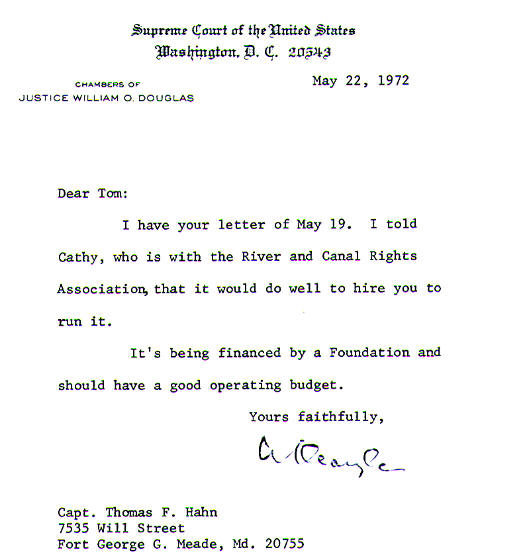 Supreme Court of the United States
Washington, D. C. 20543
May 22, 1972
CHAMBERS OF
JUSTICE WILLIAM O. DOUGLAS
Dear Tom:
I have your letter of May 19. I told
Cathy, who is with the River and Canal Rights
Association, that it would do well to hire you to
run it.
It's being financed by a Foundation and
should have a good operating budget.
Yours faithfully,
Capt. Thomas F. Hahn
7535 Will Street
Fort George G. Meade, Md. 20755